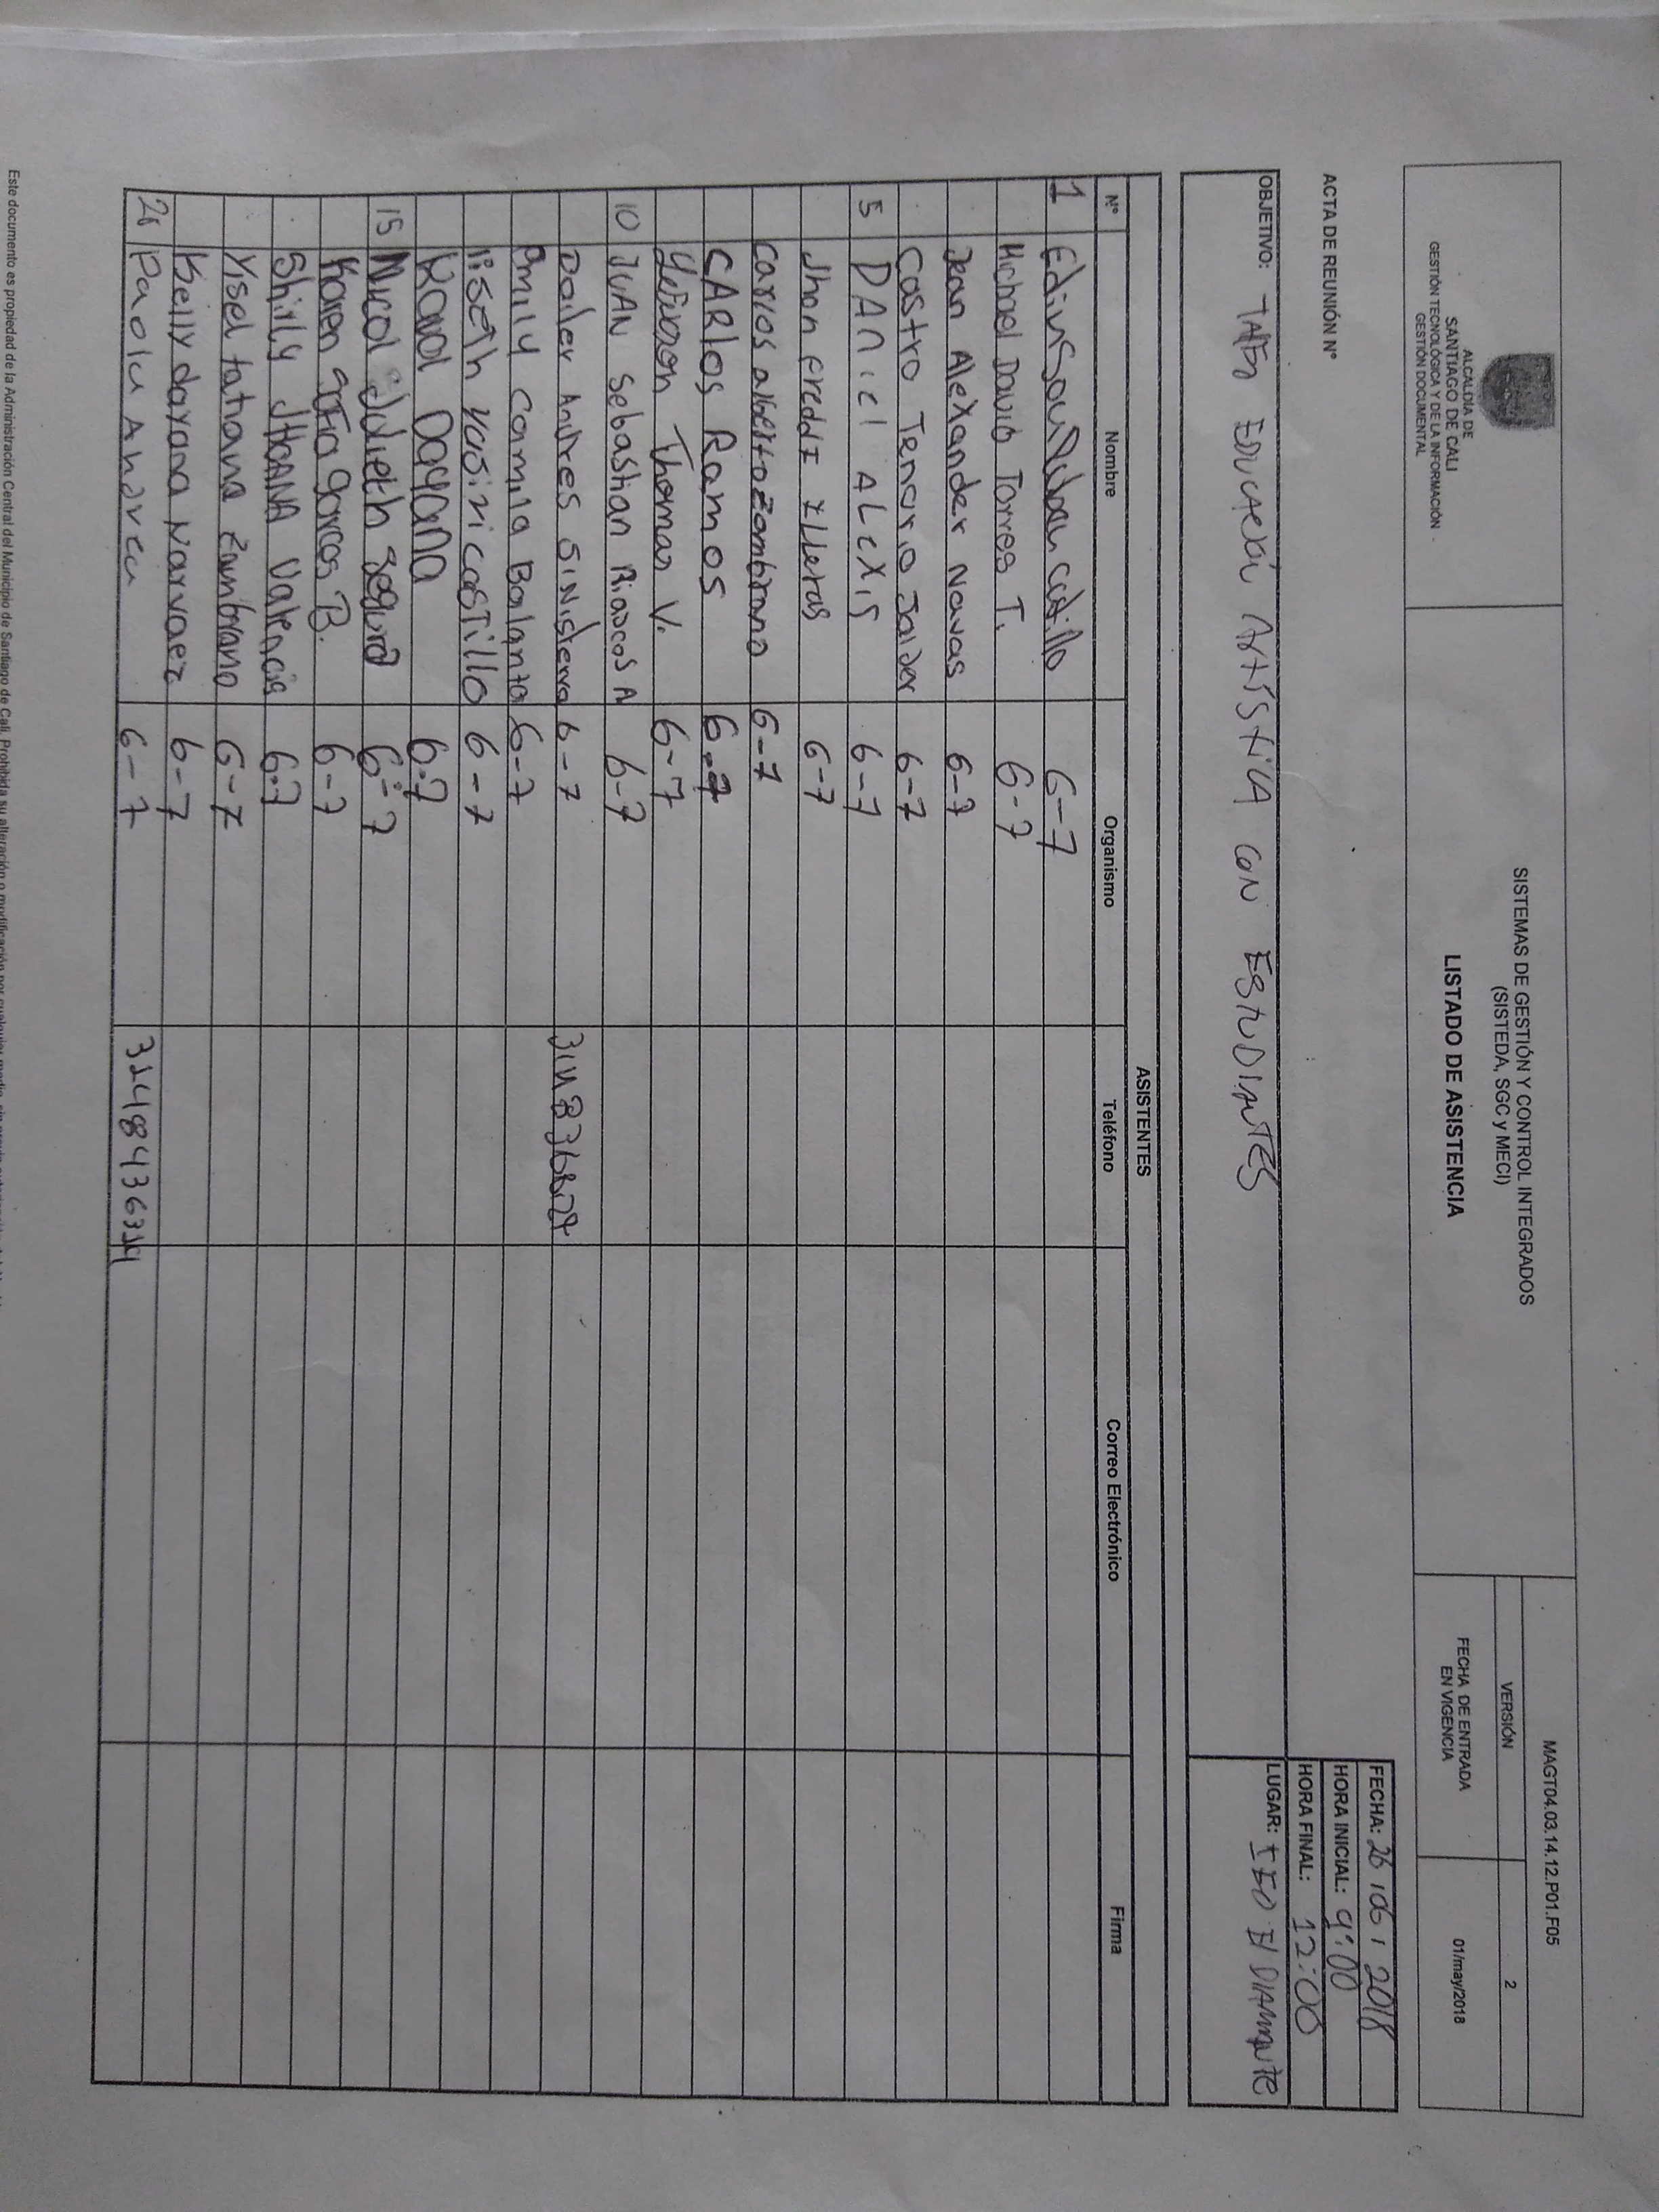 ALCALDÍA DE
SANTIAGO DE CALI
GESTIÓN TECNOLÓGICA Y DE LA INFORMACIÓN
GESTIÓN DOCUMENTAL
SISTEMAS DE GESTIÓN Y CONTROL INTEGRADOS
(SISTEDA, SGC y MECI)
LISTADO DE ASISTENCIA
MAGT04.03.14.12.P01.F05
VERSIÓN 2
FECHA DE ENTRADA EN VIGENCIA 01/may/2018
ACTA DE REUNIÓN N°
FECHA: 26 / 06 / 2018
HORA INICIAL: 9:00
HORA FINAL: 12:00
OBJETIVO: EDUCACIÓN ARTÍSTICA CON ESTUDIANTES
LUGAR: IEO El DIAMANTE
ASISTENTES
N° Nombre Organismo Teléfono Correo Electrónico Firma
1 Edinson Castillo 6-7
Michael David Torres T. 6-7
Jean Alexander Navas 6-7
Castro Tenorio Jaider 6-7
5 DAniel ALeXis 6-7
Jhon 6-7
Carlos alberto Zambrano 6-7
CARlos Ramos 6-7
Thomas V. 6-7
10 JUAN Sebastian Riascos A 6-7
Dailer Andres SiNisterra 6-7
Emily Camila Balanta 6-7
liseth castillo 6-7
Karol Dayana 6-7
15 Nicol Julieth Segura 6-7
Karen Sofia Garces B. 6-7
Shirly JHOANA Valencia 6-7
Yisel tatiana Zambrano 6-7
Kelly dayana Narvaez 6-7
20 Paola Andrea 6-7
Este documento es propiedad de la Administración Central del Municipio de Santiago de Cali. Prohibida su alteración o modificación por cualquier medio, sin previa